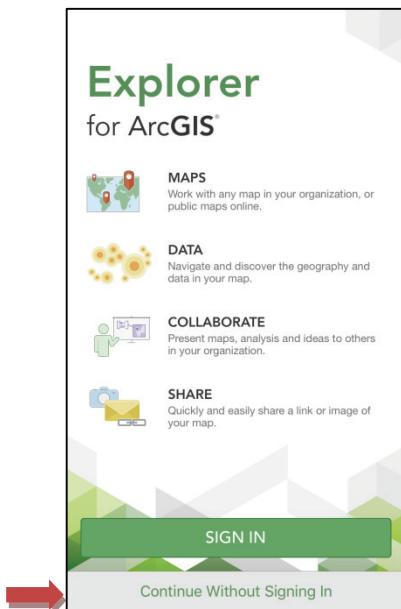 Explorer
for ArcGIS®
MAPS
Work with any map in your organization, or
public maps online.
DATA
Navigate and discover the geography and
data in your map.
COLLABORATE
Present maps, analysis and ideas to others
in your organization.
SHARE
Quickly and easily share a link or image of
your map.
SIGN IN
Continue Without Signing In